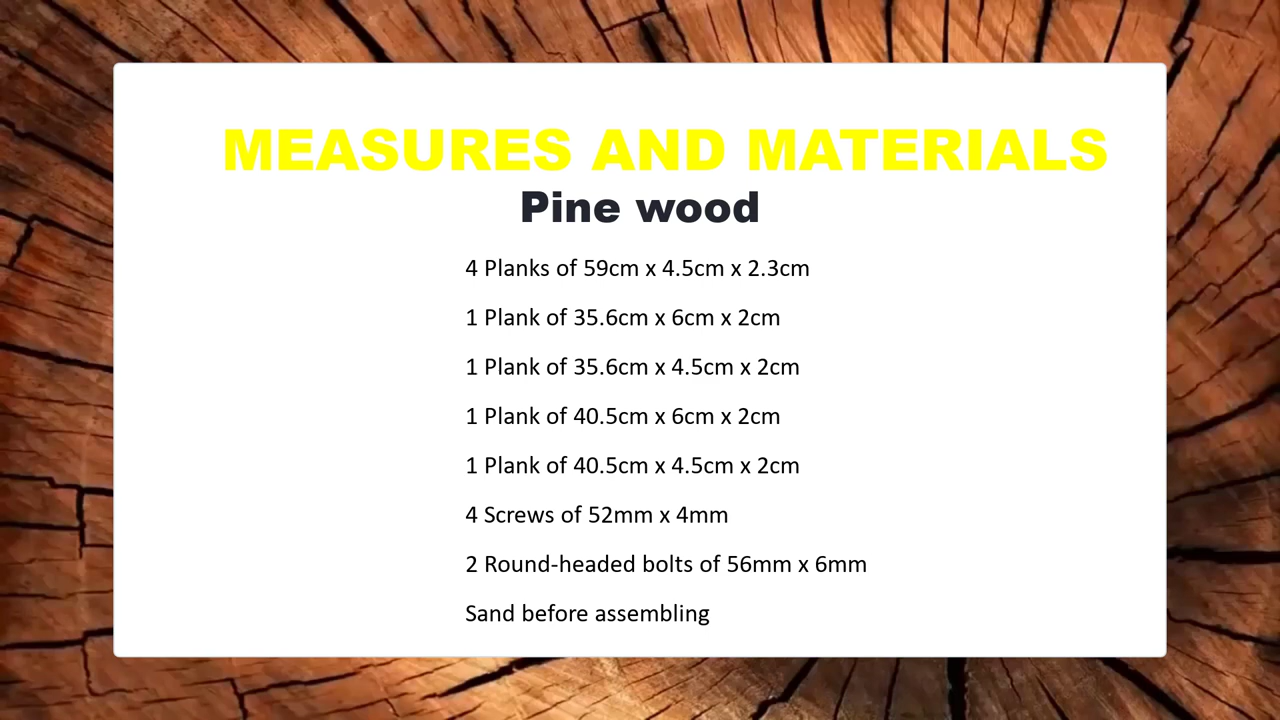 MEASURES AND MATERIALS
Pine wood
4 Planks of 59cm x 4.5cm x 2.3cm
1 Plank of 35.6cm x 6cm x 2cm
1 Plank of 35.6cm x 4.5cm x 2cm
1 Plank of 40.5cm x 6cm x 2cm
1 Plank of 40.5cm x 4.5cm x 2cm
4 Screws of 52mm x 4mm
2 Round-headed bolts of 56mm x 6mm
Sand before assembling